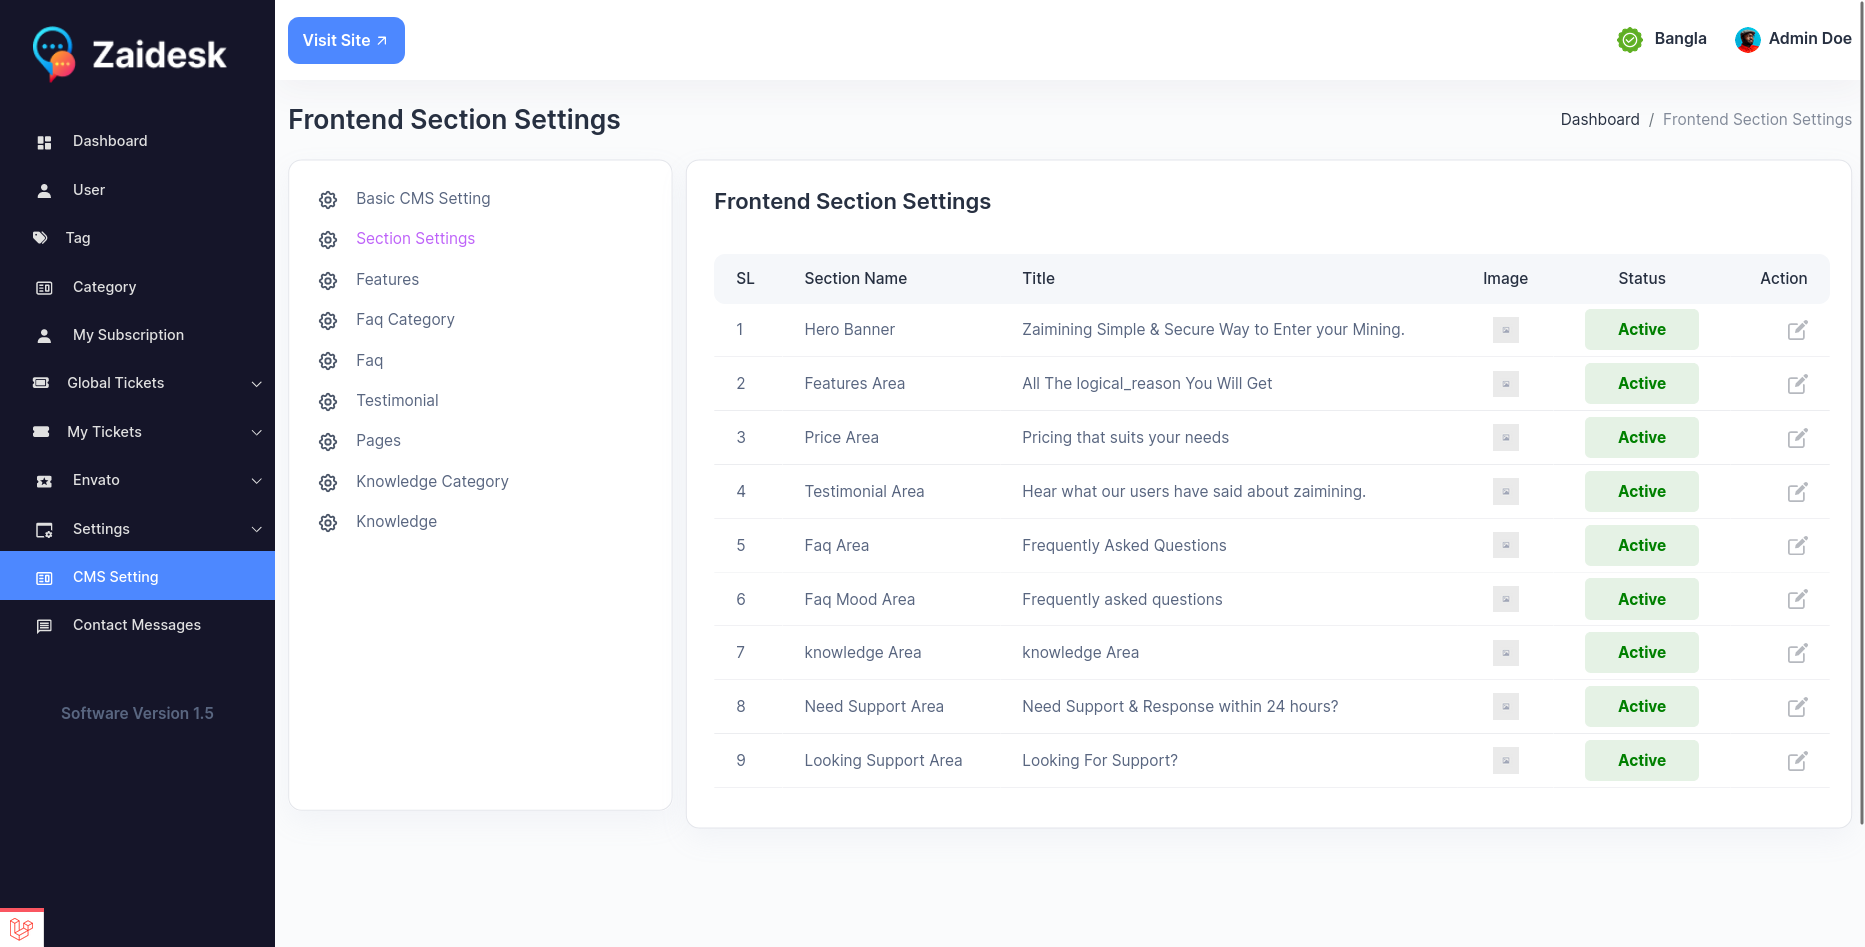 Zaidesk
Dashboard
User
Tag
Category
My Subscription
Global Tickets
My Tickets
Envato
Settings
CMS Setting
Contact Messages
Software Version 1.5
Visit Site
Bangla
Admin Doe
Frontend Section Settings
Dashboard / Frontend Section Settings
Basic CMS Setting
Section Settings
Features
Faq Category
Faq
Testimonial
Pages
Knowledge Category
Knowledge
Frontend Section Settings
SL Section Name Title Image Status Action
1 Hero Banner Zaimining Simple & Secure Way to Enter your Mining. Active
2 Features Area All The logical_reason You Will Get Active
3 Price Area Pricing that suits your needs Active
4 Testimonial Area Hear what our users have said about zaimining. Active
5 Faq Area Frequently Asked Questions Active
6 Faq Mood Area Frequently asked questions Active
7 knowledge Area knowledge Area Active
8 Need Support Area Need Support & Response within 24 hours? Active
9 Looking Support Area Looking For Support? Active